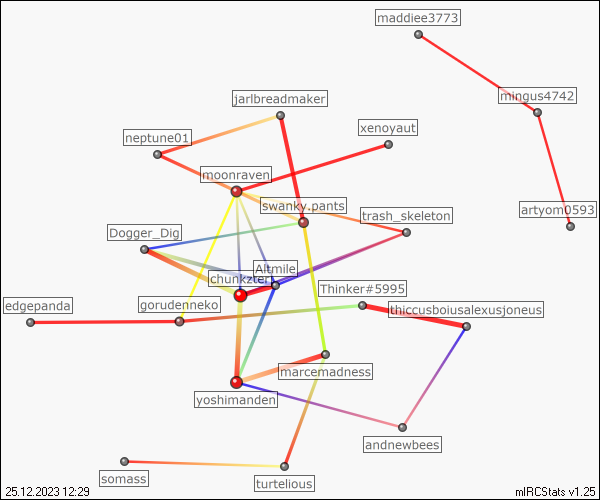 maddiee3773
mingus4742
jarlbreadmaker
xenoyaut
neptune01
moonraven
swanky.pants
artyom0593
trash_skeleton
Dogger_Dig
Altmile
chunkzter
Thinker#5995
edgepanda
gorudenneko
thiccusboiusalexusjoneus
marcemadness
yoshimanden
andnewbees
somass
turtelious
25.12.2023 12:29
mIRCStats v1.25